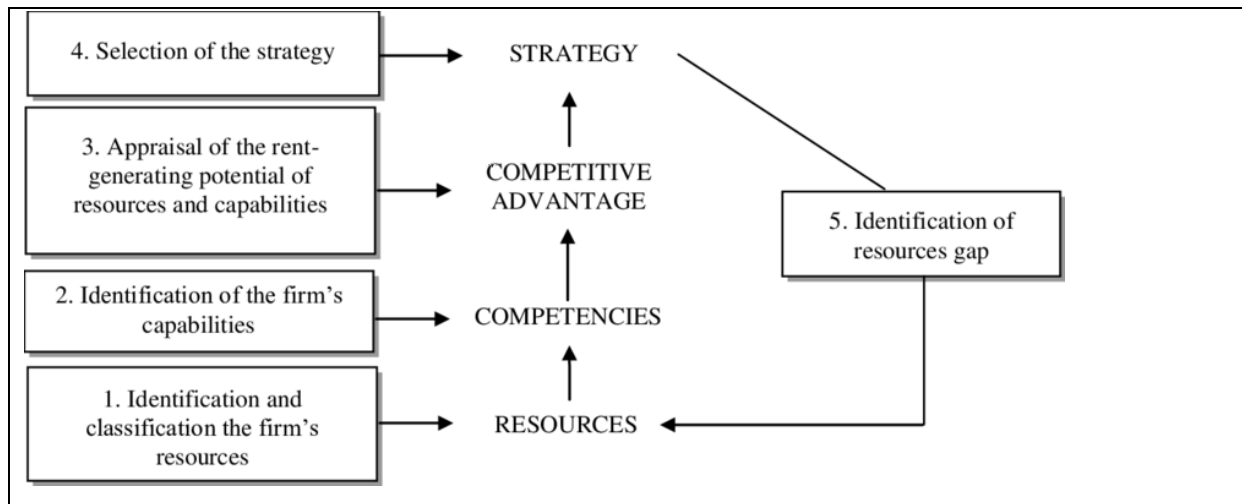 4. Selection of the strategy
STRATEGY
3. Appraisal of the rent-
generating potential of
resources and capabilities
COMPETITIVE
ADVANTAGE
5. Identification of
resources gap
2. Identification of the firm's
capabilities
COMPETENCIES
1. Identification and
classification the firm's
resources
RESOURCES